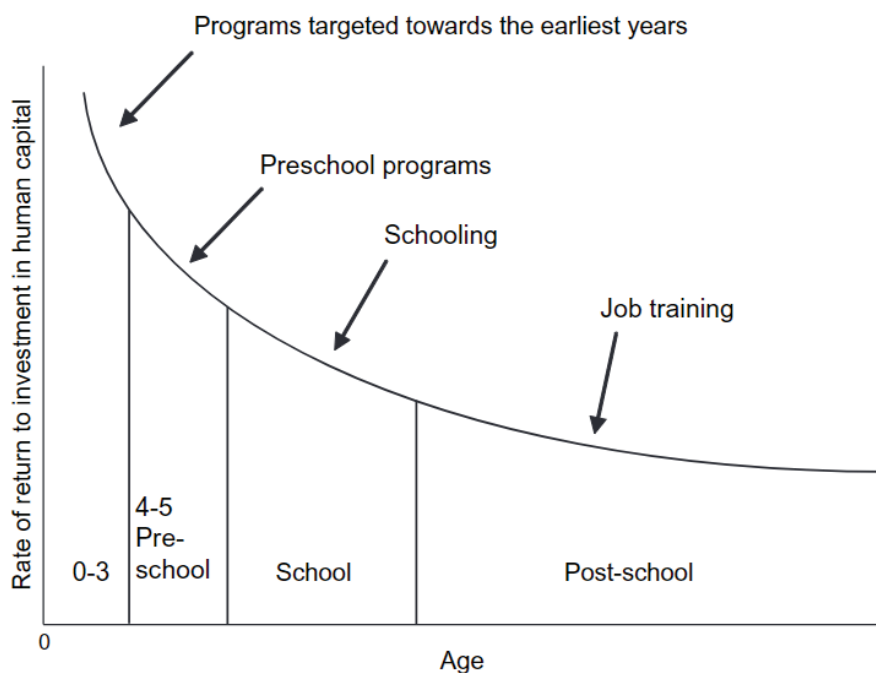 Programs targeted towards the earliest years
Preschool programs
Schooling
Job training
Rate of return to investment in human capital
0-3
4-5
Pre-
school
School
Post-school
0
Age